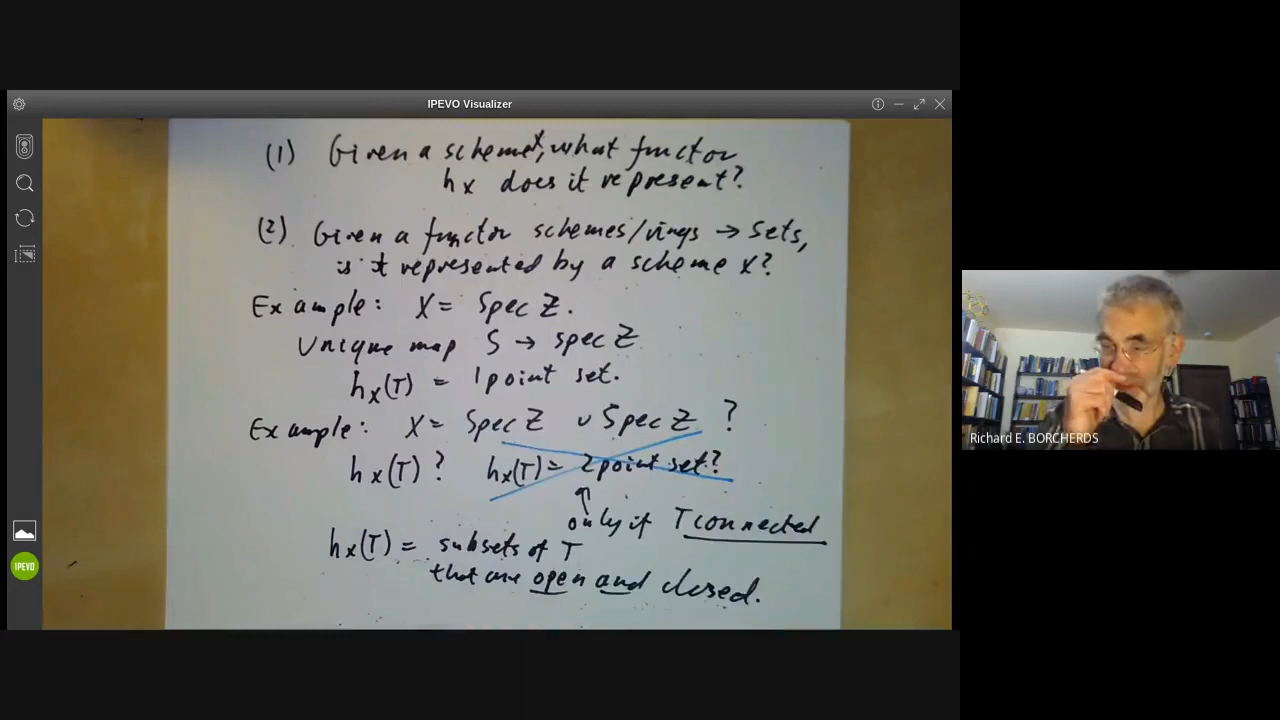 IPEVO Visualizer
(1) Given a scheme X, what functor
hx does it represent?
(2) Given a functor schemes/rings → Sets,
is it represented by a scheme X?
Example: X = Spec Z.
Unique map S → spec Z
hx(T) = 1 point set.
Example: X = Spec Z ∪ Spec Z ?
hx(T) ? hx(T) = 2 point set?
↑
only if T connected
hx(T) = subsets of T
that are open and closed.
IPEVO
Richard E. BORCHERDS